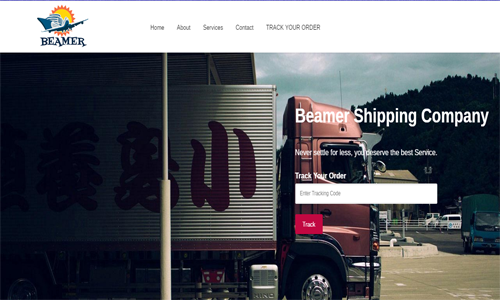 BEAMER
Home
About
Services
Contact
TRACK YOUR ORDER
Beamer Shipping Company
Never settle for less, you deserve the best Service.
Track Your Order
Enter Tracking Code
Track
小